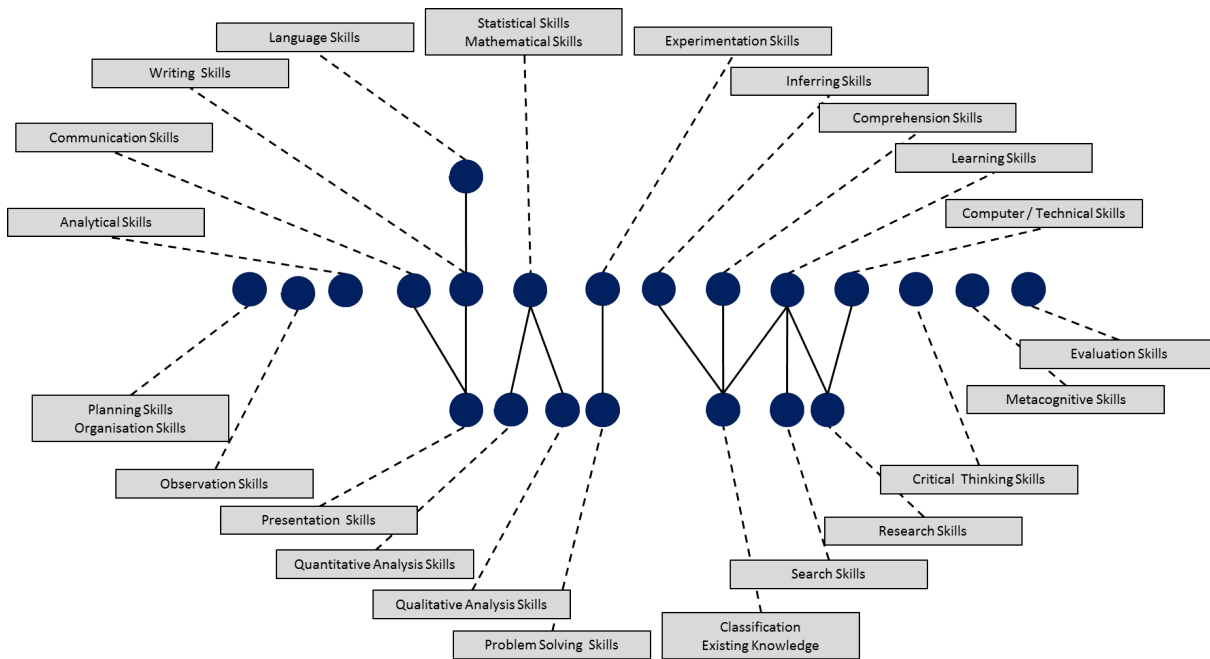 Statistical Skills
Mathematical Skills
Language Skills
Experimentation Skills
Writing Skills
Inferring Skills
Comprehension Skills
Communication Skills
Learning Skills
Analytical Skills
Computer / Technical Skills
Evaluation Skills
Planning Skills
Organisation Skills
Metacognitive Skills
Observation Skills
Critical Thinking Skills
Presentation Skills
Research Skills
Quantitative Analysis Skills
Search Skills
Qualitative Analysis Skills
Problem Solving Skills
Classification
Existing Knowledge